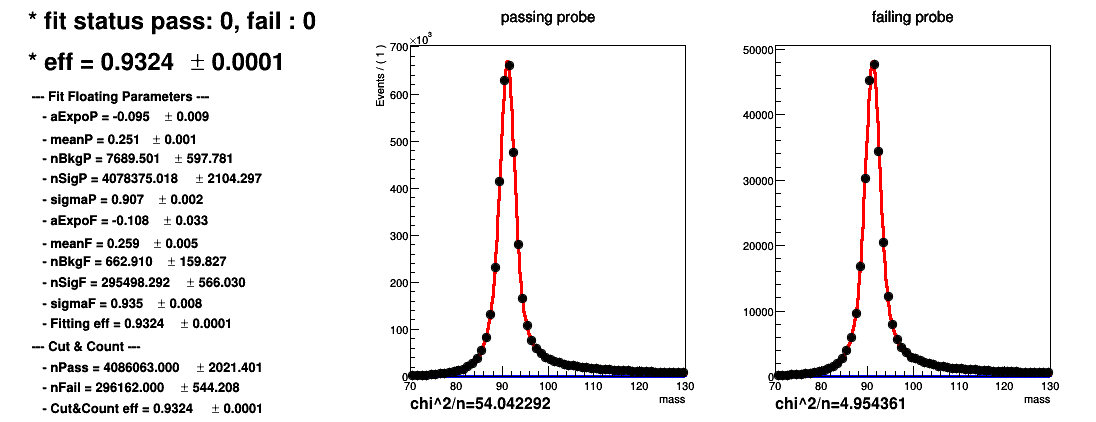 * fit status pass: 0, fail : 0
* eff = 0.9324 ± 0.0001
--- Fit Floating Parameters ---
- aExpoP = -0.095 ± 0.009
- meanP = 0.251 ± 0.001
- nBkgP = 7689.501 ± 597.781
- nSigP = 4078375.018 ± 2104.297
- sigmaP = 0.907 ± 0.002
- aExpoF = -0.108 ± 0.033
- meanF = 0.259 ± 0.005
- nBkgF = 662.910 ± 159.827
- nSigF = 295498.292 ± 566.030
- sigmaF = 0.935 ± 0.008
- Fitting eff = 0.9324 ± 0.0001
--- Cut & Count ---
- nPass = 4086063.000 ± 2021.401
- nFail = 296162.000 ± 544.208
- Cut&Count eff = 0.9324 ± 0.0001
passing probe
×10³
Events / ( 1 )
700
600
500
400
300
200
100
0
70 80 90 100 110 120 130
mass
chi^2/n=54.042292
failing probe
50000
40000
30000
20000
10000
0
70 80 90 100 110 120 130
mass
chi^2/n=4.954361